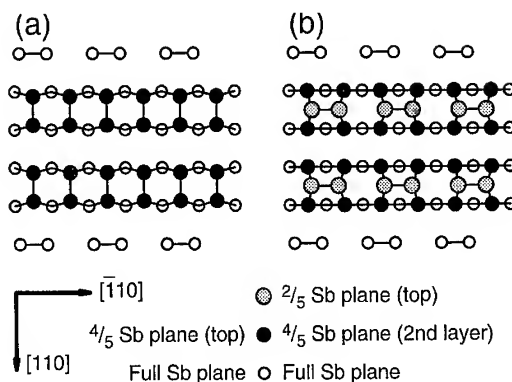 (a) (b)
[1̄10] ²/₅ Sb plane (top)
⁴/₅ Sb plane (top) ⁴/₅ Sb plane (2nd layer)
[110]
Full Sb plane Full Sb plane